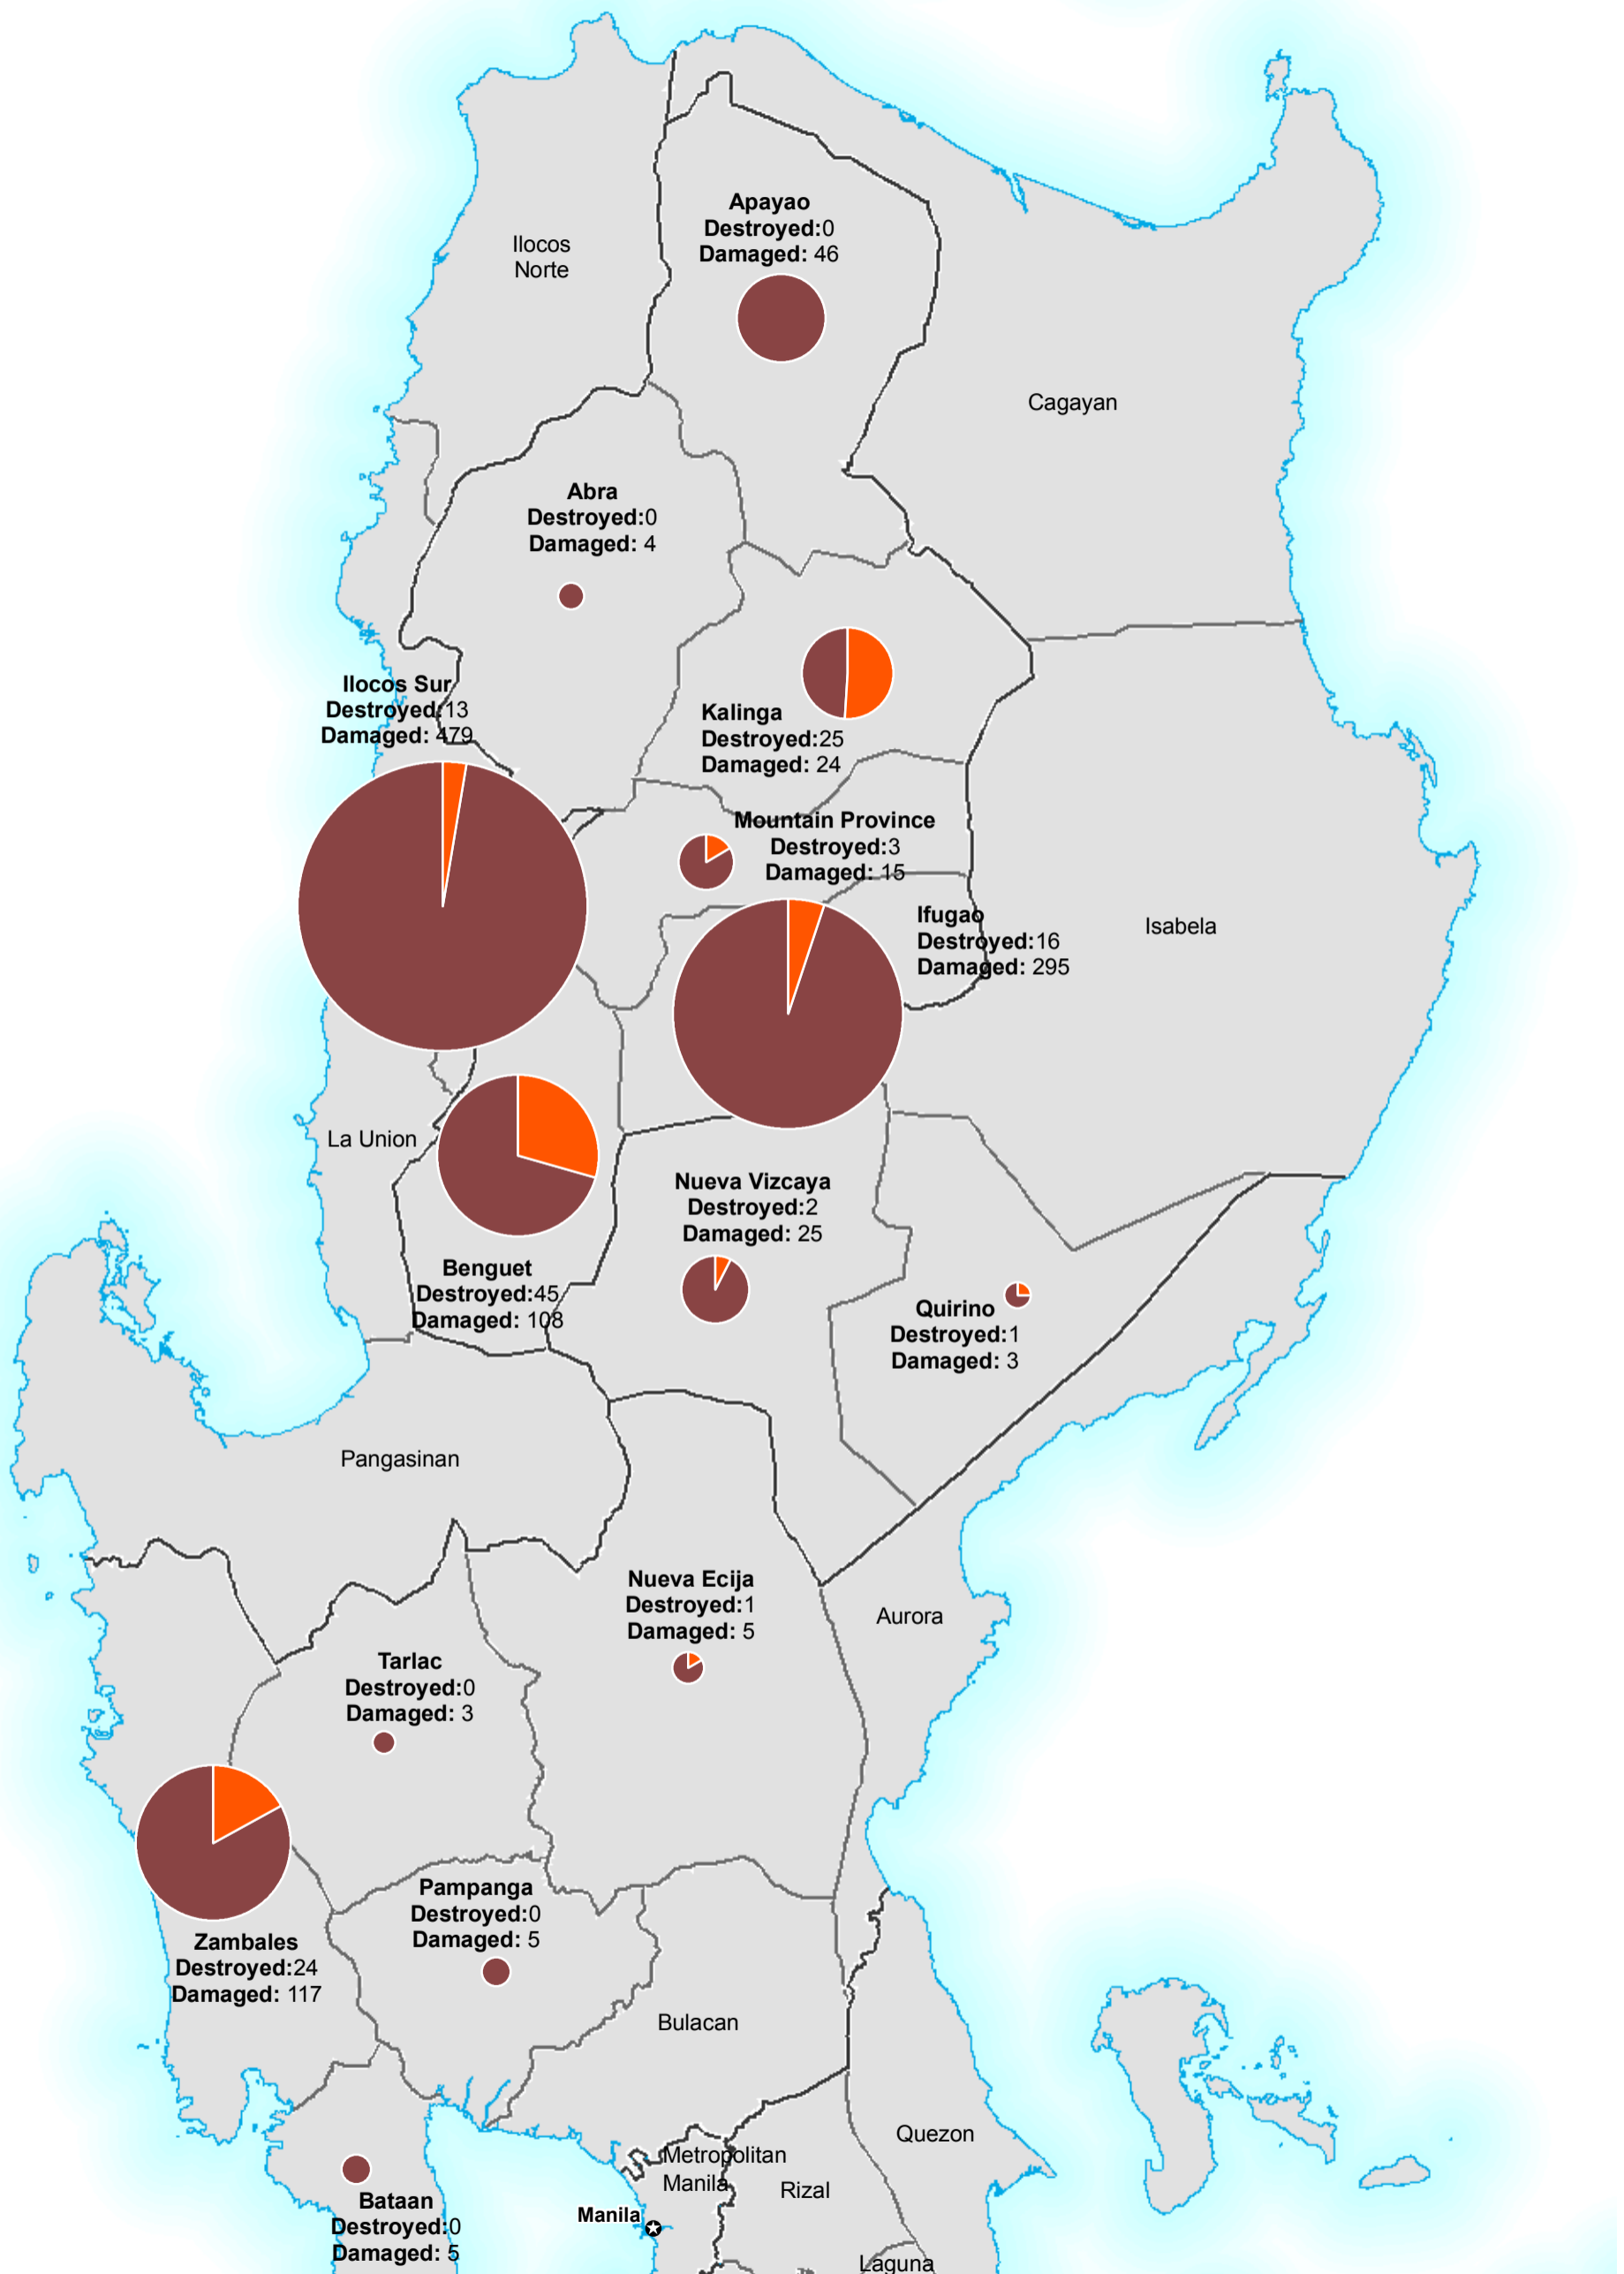 Apayao
Destroyed:0
Damaged: 46
Ilocos
Norte
Cagayan
Abra
Destroyed:0
Damaged: 4
Ilocos Sur
Destroyed:13
Damaged: 479
Kalinga
Destroyed:25
Damaged: 24
Mountain Province
Destroyed:3
Damaged: 15
Ifugao
Destroyed:16
Damaged: 295
Isabela
La Union
Nueva Vizcaya
Destroyed:2
Damaged: 25
Benguet
Destroyed:45
Damaged: 108
Quirino
Destroyed:1
Damaged: 3
Pangasinan
Nueva Ecija
Destroyed:1
Damaged: 5
Aurora
Tarlac
Destroyed:0
Damaged: 3
Pampanga
Destroyed:0
Damaged: 5
Zambales
Destroyed:24
Damaged: 117
Bulacan
Quezon
Metropolitan
Manila
Rizal
Manila
Bataan
Destroyed:0
Damaged: 5
Laguna